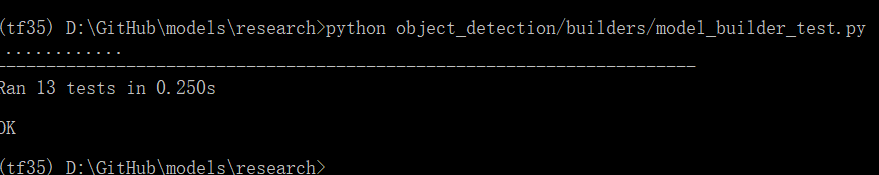 (tf35) D:\GitHub\models\research>python object_detection/builders/model_builder_test.py
.............
----------------------------------------------------------------------
Ran 13 tests in 0.250s
OK
(tf35) D:\GitHub\models\research>